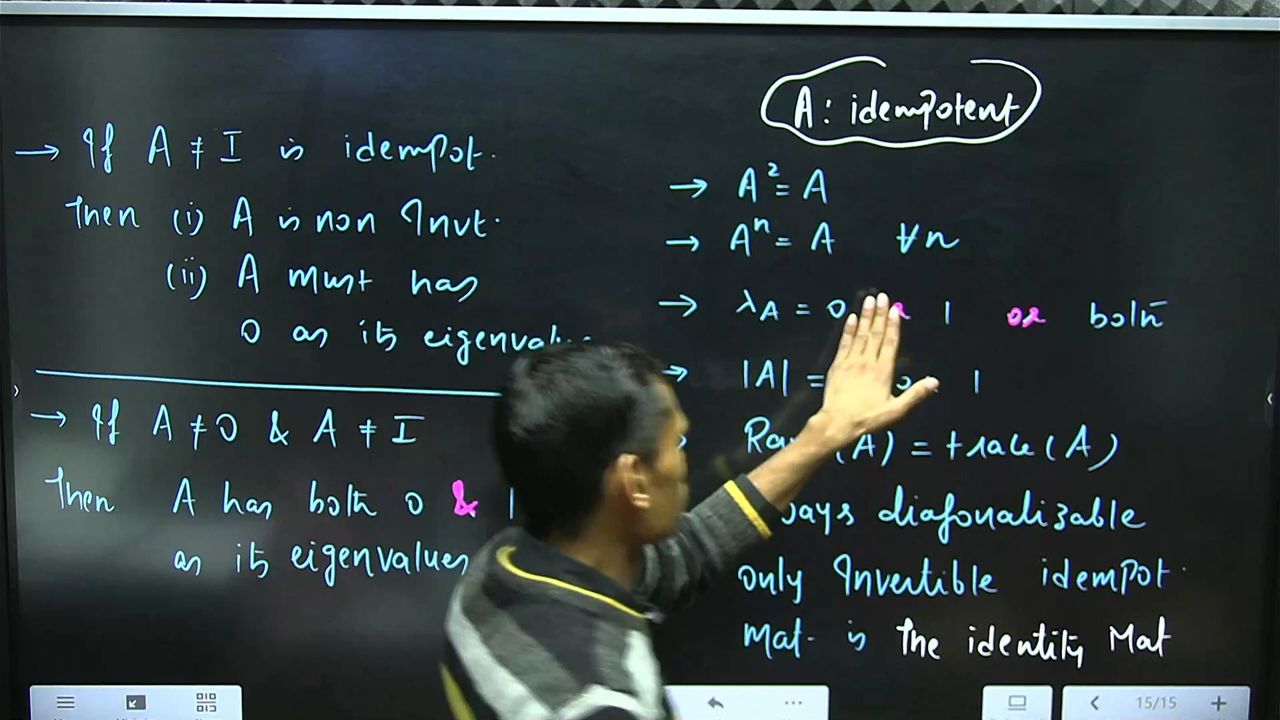 → If A ≠ I is idempot.
Then (i) A is non Invt.
(ii) A must has
0 as its
→ If A ≠ 0 & A ≠ I
Then A has both 0 & 1
as its eigenvalues
A : idempotent
→ A² = A
→ Aⁿ = A ∀n
→ λA = 0 1 or both
→ |A| = 0 1
(A) = trace (A)
diagonalizable
only Invertible idempot.
Mat. is the identity Mat
15/15